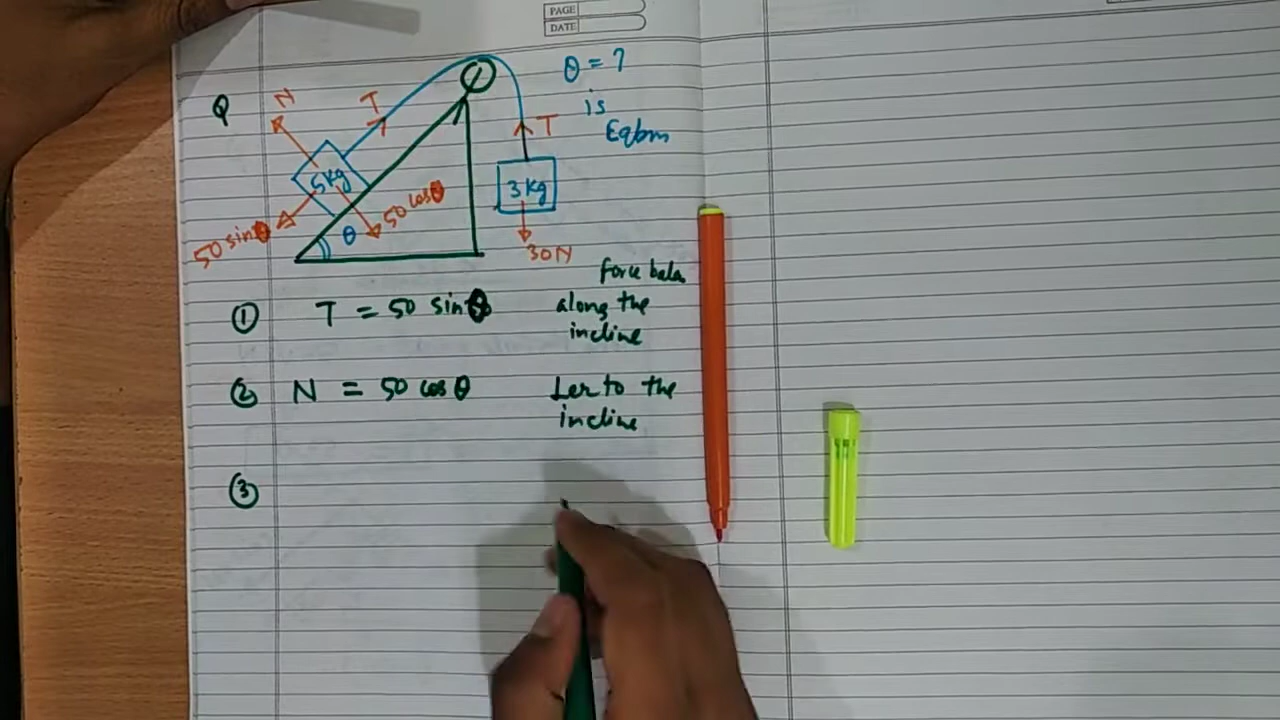 PAGE
DATE
Q
N
T
5kg
50 sinθ
50 cosθ
θ
T
3kg
30N
θ = ?
is
Eqbm
① T = 50 sinθ
force bala
along the
incline
② N = 50 cosθ
⊥er to the
incline
③